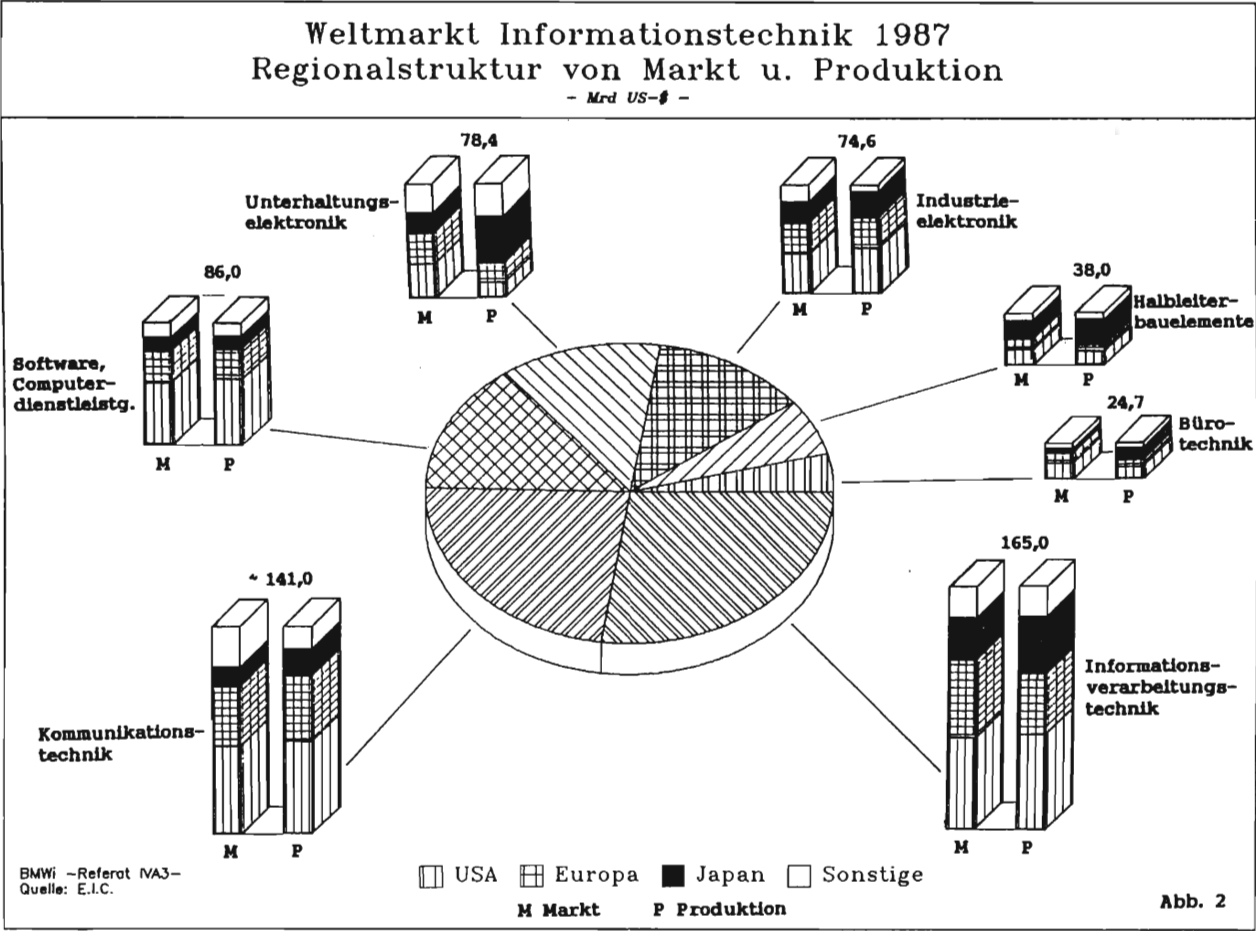 Weltmarkt Informationstechnik 1987
Regionalstruktur von Markt u. Produktion
- Mrd US-$ -
78,4
Unterhaltungs-
elektronik
M P
74,6
Industrie-
elektronik
M P
86,0
Software,
Computer-
dienstleistg.
M P
38,0
Halbleiter-
bauelemente
M P
24,7
Büro-
technik
M P
~ 141,0
Kommunikations-
technik
M P
165,0
Informations-
verarbeitungs-
technik
M P
BMWi -Referat IVA3-
Quelle: E.I.C.
USA Europa Japan Sonstige
M Markt P Produktion
Abb. 2